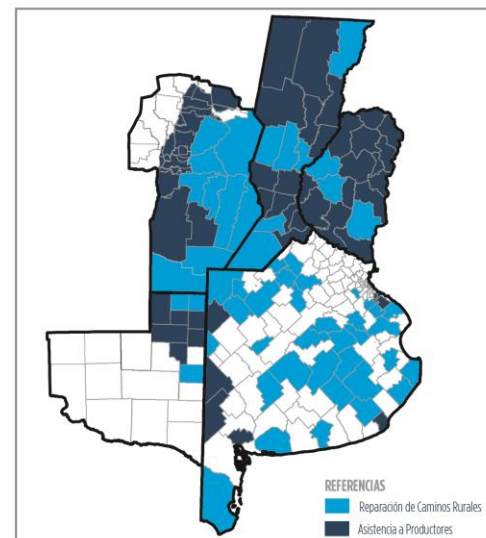 REFERENCIAS
Reparación de Caminos Rurales
Asistencia a Productores